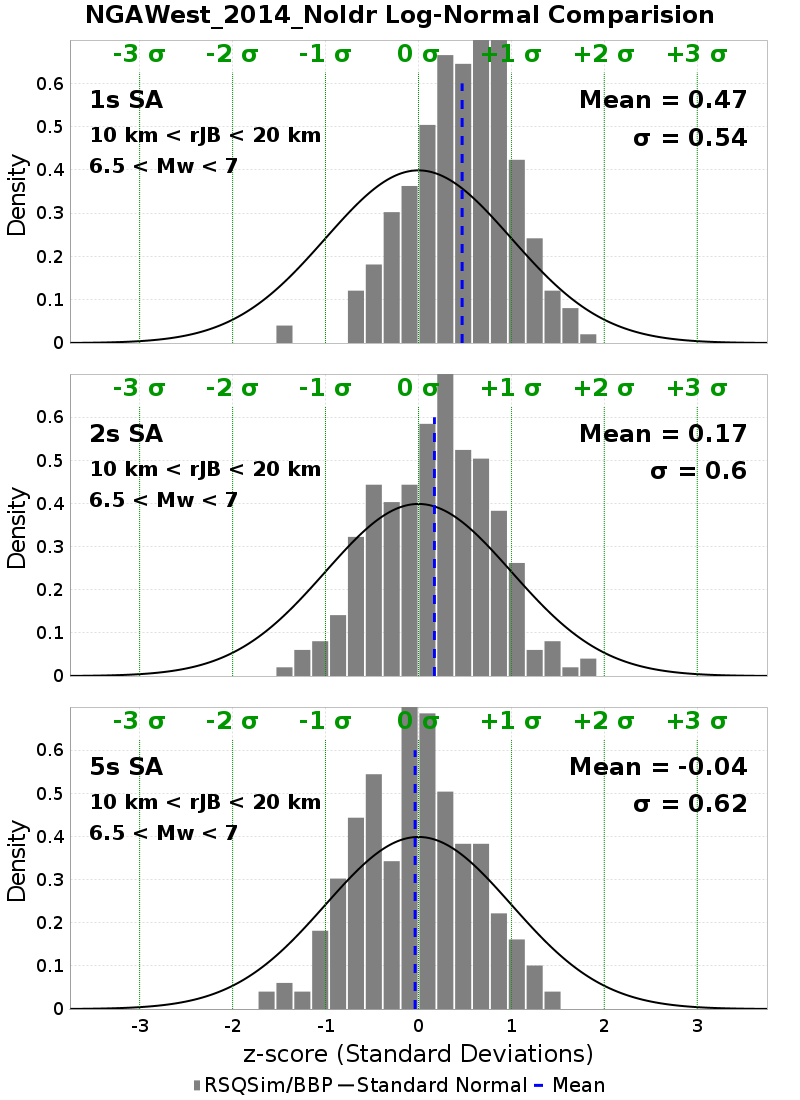 NGAWest_2014_NoIdr Log-Normal Comparision
-3 σ -2 σ -1 σ 0 σ +1 σ +2 σ +3 σ
1s SA
Mean = 0.47
10 km < rJB < 20 km
σ = 0.54
6.5 < Mw < 7
Density
0.6
0.5
0.4
0.3
0.2
0.1
0
-3 σ -2 σ -1 σ 0 σ +1 σ +2 σ +3 σ
2s SA
Mean = 0.17
10 km < rJB < 20 km
σ = 0.6
6.5 < Mw < 7
Density
0.6
0.5
0.4
0.3
0.2
0.1
0
-3 σ -2 σ -1 σ 0 σ +1 σ +2 σ +3 σ
5s SA
Mean = -0.04
10 km < rJB < 20 km
σ = 0.62
6.5 < Mw < 7
Density
0.6
0.5
0.4
0.3
0.2
0.1
0
-3 -2 -1 0 1 2 3
z-score (Standard Deviations)
RSQSim/BBP Standard Normal Mean